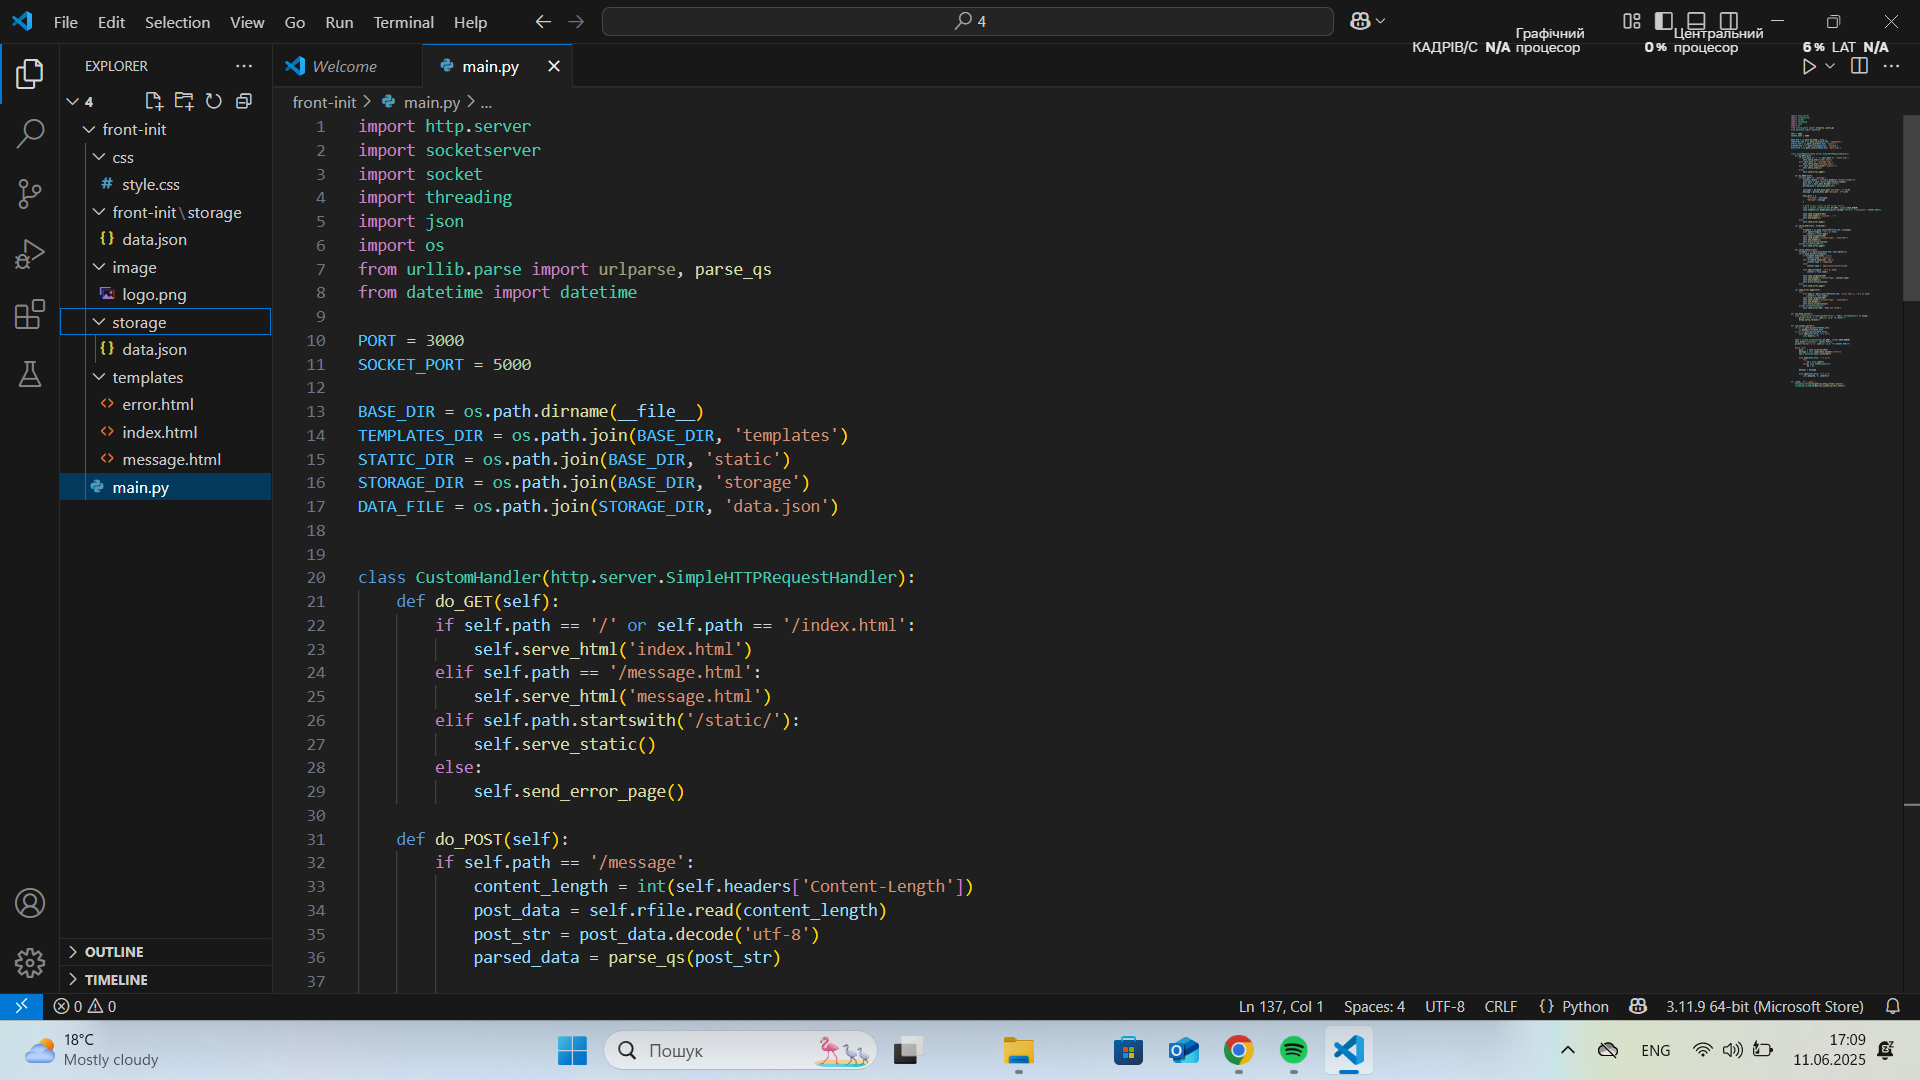 File Edit Selection View Go Run Terminal Help
4
КАДРІВ/С N/A Графічний процесор 0% Центральний процесор 6% LAT N/A
EXPLORER
Welcome
main.py
4
front-init
css
style.css
front-init\storage
data.json
image
logo.png
storage
data.json
templates
error.html
index.html
message.html
main.py
OUTLINE
TIMELINE
front-init > main.py > ...
1 import http.server
2 import socketserver
3 import socket
4 import threading
5 import json
6 import os
7 from urllib.parse import urlparse, parse_qs
8 from datetime import datetime
9
10 PORT = 3000
11 SOCKET_PORT = 5000
12
13 BASE_DIR = os.path.dirname(__file__)
14 TEMPLATES_DIR = os.path.join(BASE_DIR, 'templates')
15 STATIC_DIR = os.path.join(BASE_DIR, 'static')
16 STORAGE_DIR = os.path.join(BASE_DIR, 'storage')
17 DATA_FILE = os.path.join(STORAGE_DIR, 'data.json')
18
19
20 class CustomHandler(http.server.SimpleHTTPRequestHandler):
21     def do_GET(self):
22         if self.path == '/' or self.path == '/index.html':
23             self.serve_html('index.html')
24         elif self.path == '/message.html':
25             self.serve_html('message.html')
26         elif self.path.startswith('/static/'):
27             self.serve_static()
28         else:
29             self.send_error_page()
30
31     def do_POST(self):
32         if self.path == '/message':
33             content_length = int(self.headers['Content-Length'])
34             post_data = self.rfile.read(content_length)
35             post_str = post_data.decode('utf-8')
36             parsed_data = parse_qs(post_str)
37
0 0
Ln 137, Col 1 Spaces: 4 UTF-8 CRLF {} Python 3.11.9 64-bit (Microsoft Store)
18°C
Mostly cloudy
Пошук
ENG
17:09
11.06.2025